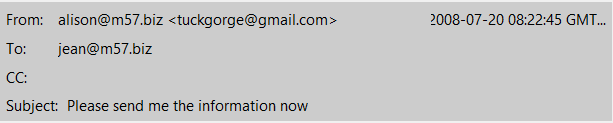 From: alison@m57.biz <tuckgorge@gmail.com> 2008-07-20 08:22:45 GMT...
To: jean@m57.biz
CC:
Subject: Please send me the information now